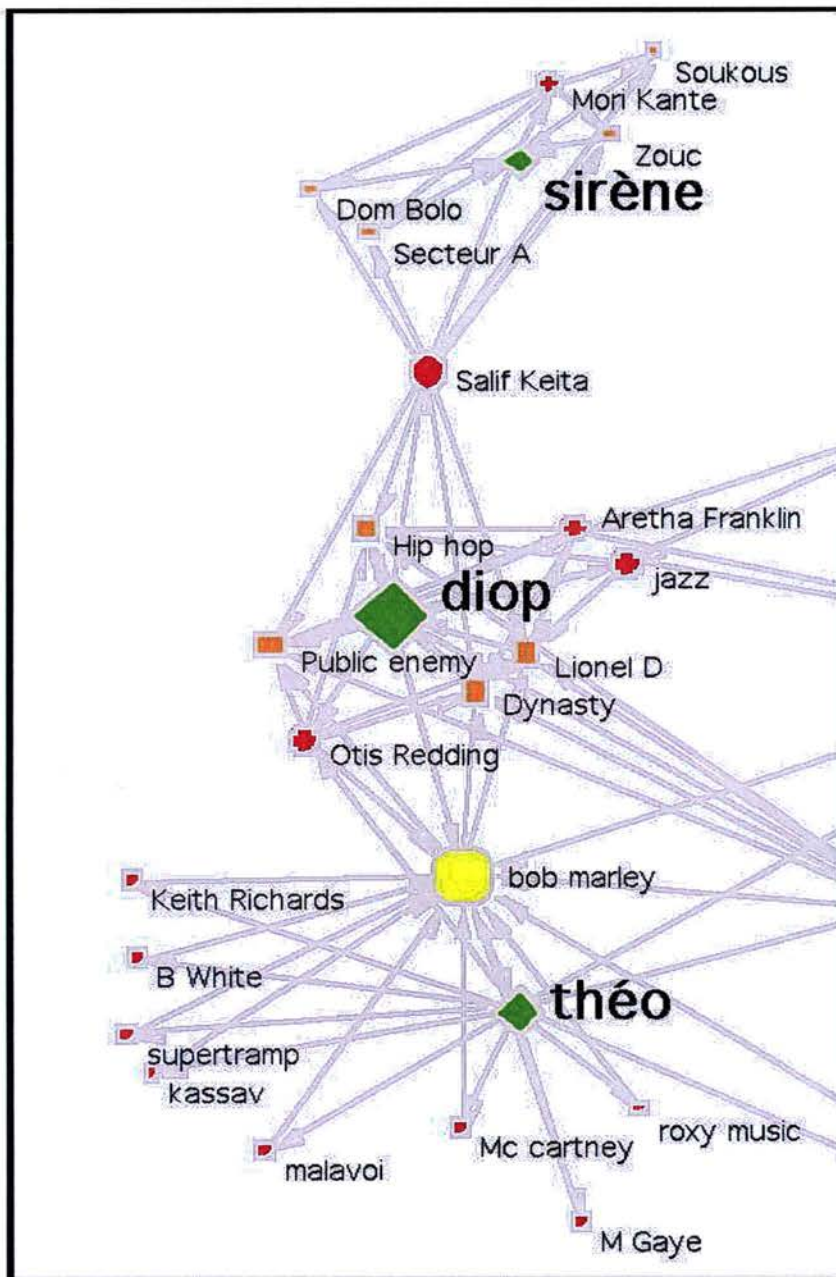 Soukous
Mori Kante
Zouc
sirène
Dom Bolo
Secteur A
Salif Keita
Aretha Franklin
Hip hop
jazz
diop
Public enemy
Lionel D
Dynasty
Otis Redding
bob marley
Keith Richards
B White
théo
supertramp
kassav
roxy music
Mc cartney
malavoi
M Gaye